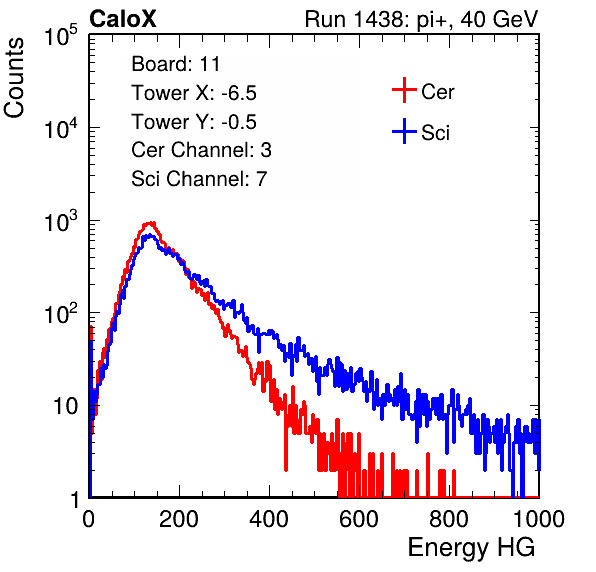 CaloX Run 1438: pi+, 40 GeV
Board: 11
Tower X: -6.5
Tower Y: -0.5
Cer Channel: 3
Sci Channel: 7
Cer
Sci
Counts
10^5
10^4
10^3
10^2
10
1
0 200 400 600 800 1000
Energy HG